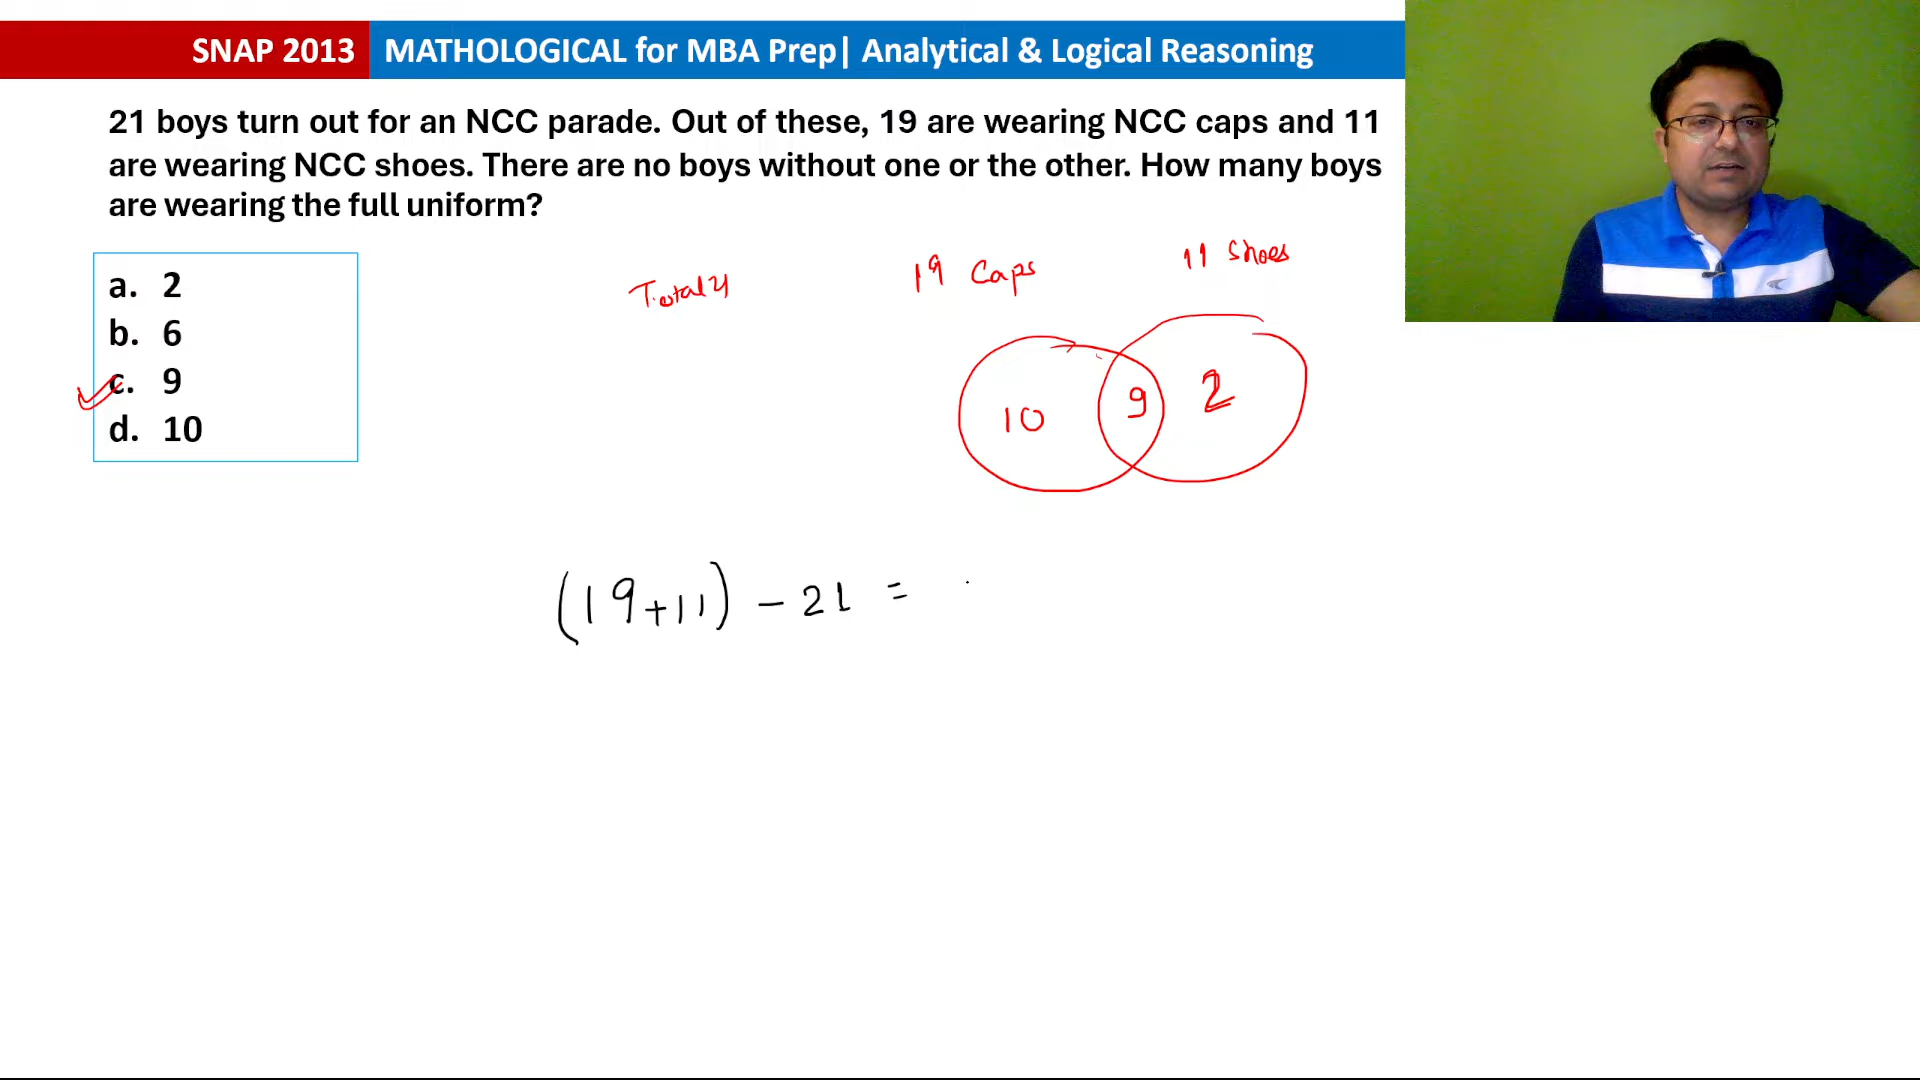 SNAP 2013 MATHOLOGICAL for MBA Prep| Analytical & Logical Reasoning
21 boys turn out for an NCC parade. Out of these, 19 are wearing NCC caps and 11
are wearing NCC shoes. There are no boys without one or the other. How many boys
are wearing the full uniform?
a. 2
b. 6
c. 9
d. 10
Total 21
19 Caps
11 Shoes
10 9 2
(19+11) - 21 =